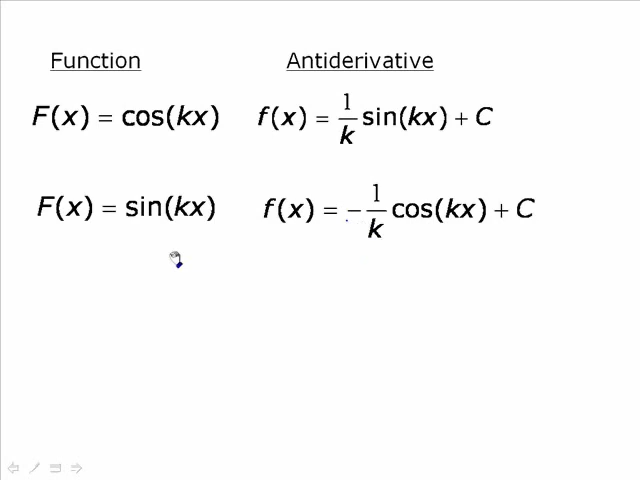 Function Antiderivative
F(x) = cos(kx) f(x) = 1/k sin(kx) + C
F(x) = sin(kx) f(x) = − 1/k cos(kx) + C